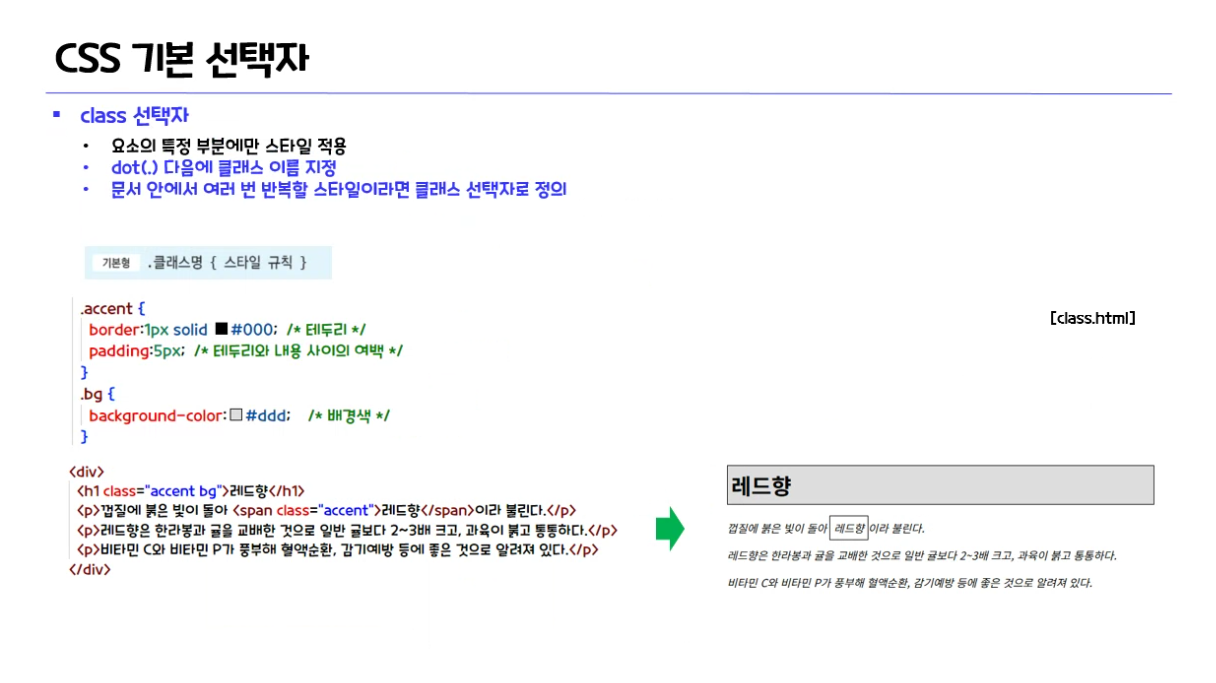 CSS 기본 선택자
▪ class 선택자
• 요소의 특정 부분에만 스타일 적용
• dot(.) 다음에 클래스 이름 지정
• 문서 안에서 여러 번 반복할 스타일이라면 클래스 선택자로 정의
기본형 .클래스명 { 스타일 규칙 }
.accent {
border:1px solid #000; /* 테두리 */
padding:5px; /* 테두리와 내용 사이의 여백 */
}
.bg {
background-color:#ddd; /* 배경색 */
}
[class.html]
<div>
<h1 class="accent bg">레드향</h1>
<p>껍질에 붉은 빛이 돌아 <span class="accent">레드향</span>이라 불린다.</p>
<p>레드향은 한라봉과 귤을 교배한 것으로 일반 귤보다 2~3배 크고, 과육이 붉고 통통하다.</p>
<p>비타민 C와 비타민 P가 풍부해 혈액순환, 감기예방 등에 좋은 것으로 알려져 있다.</p>
</div>
레드향
껍질에 붉은 빛이 돌아 레드향 이라 불린다.
레드향은 한라봉과 귤을 교배한 것으로 일반 귤보다 2~3배 크고, 과육이 붉고 통통하다.
비타민 C와 비타민 P가 풍부해 혈액순환, 감기예방 등에 좋은 것으로 알려져 있다.